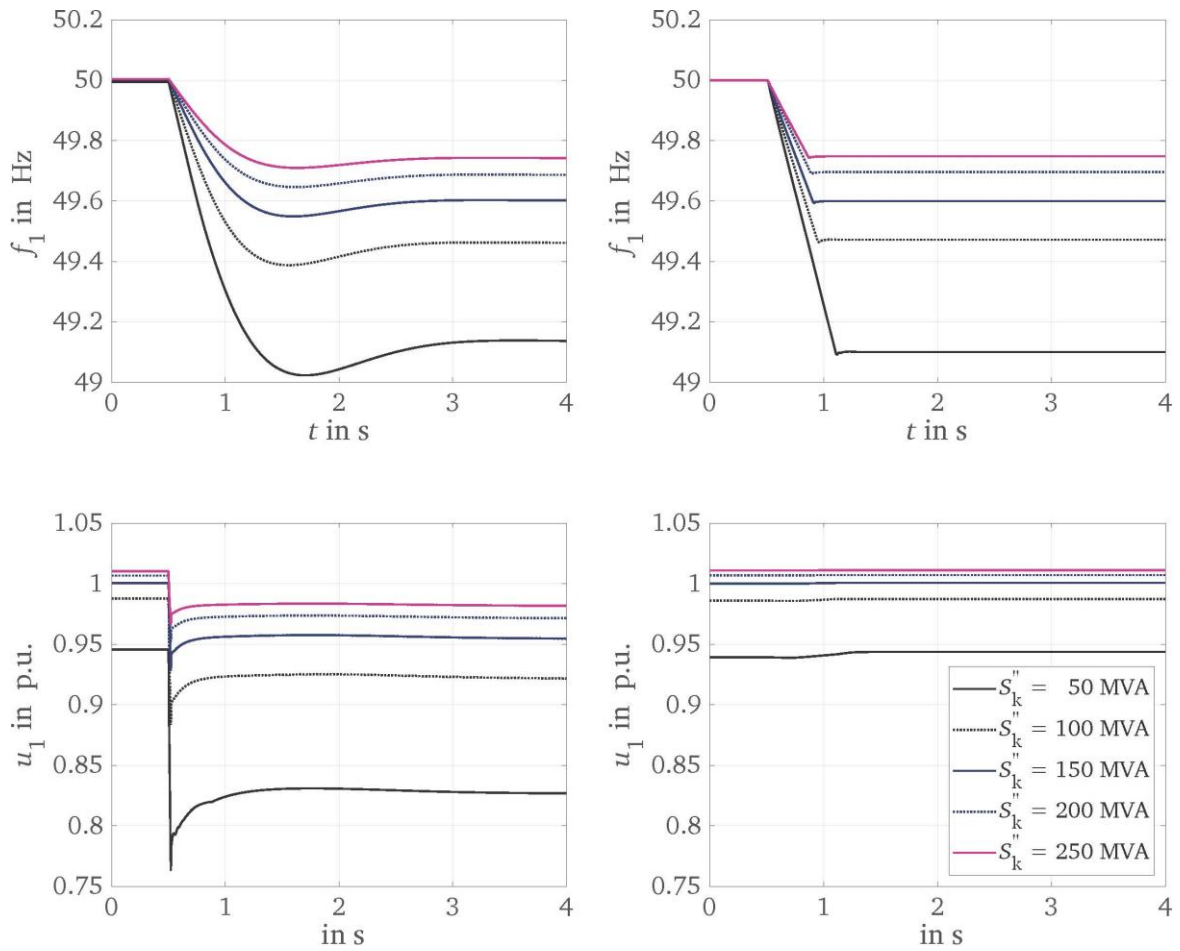 50.2
50
49.8
49.6
49.4
49.2
49
f1 in Hz
0 1 2 3 4
t in s
50.2
50
49.8
49.6
49.4
49.2
49
f1 in Hz
0 1 2 3 4
t in s
1.05
1
0.95
0.9
0.85
0.8
0.75
u1 in p.u.
0 1 2 3 4
in s
1.05
1
0.95
0.9
0.85
0.8
0.75
u1 in p.u.
0 1 2 3 4
in s
S"k = 50 MVA
S"k = 100 MVA
S"k = 150 MVA
S"k = 200 MVA
S"k = 250 MVA